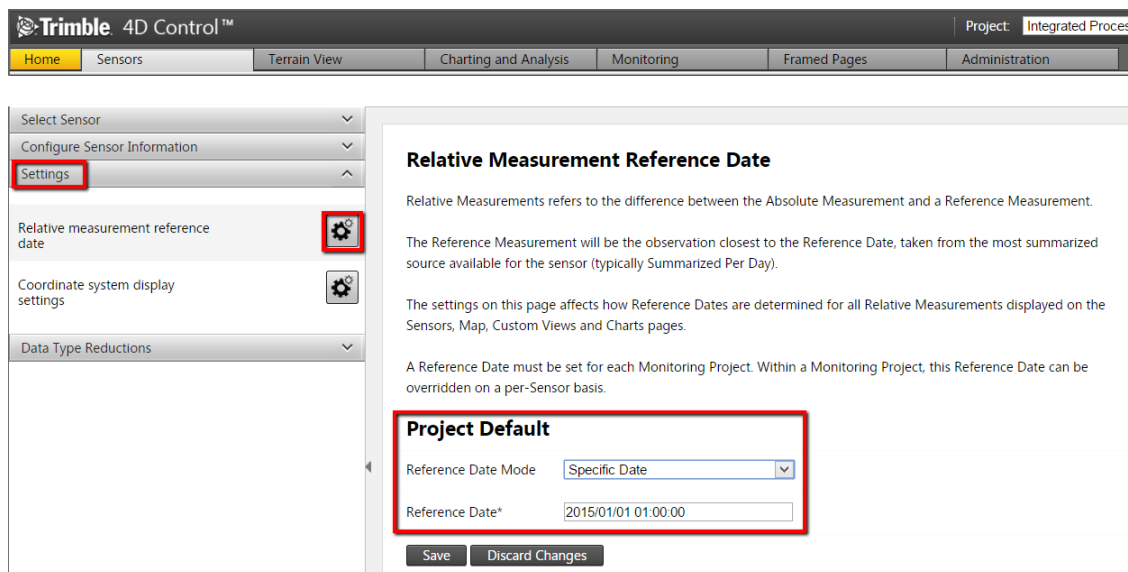 Trimble. 4D Control™
Project: Integrated Proces
Home Sensors Terrain View Charting and Analysis Monitoring Framed Pages Administration
Select Sensor
Configure Sensor Information
Settings
Relative measurement reference
date
Coordinate system display
settings
Data Type Reductions
Relative Measurement Reference Date
Relative Measurements refers to the difference between the Absolute Measurement and a Reference Measurement.
The Reference Measurement will be the observation closest to the Reference Date, taken from the most summarized
source available for the sensor (typically Summarized Per Day).
The settings on this page affects how Reference Dates are determined for all Relative Measurements displayed on the
Sensors, Map, Custom Views and Charts pages.
A Reference Date must be set for each Monitoring Project. Within a Monitoring Project, this Reference Date can be
overridden on a per-Sensor basis.
Project Default
Reference Date Mode Specific Date
Reference Date* 2015/01/01 01:00:00
Save Discard Changes